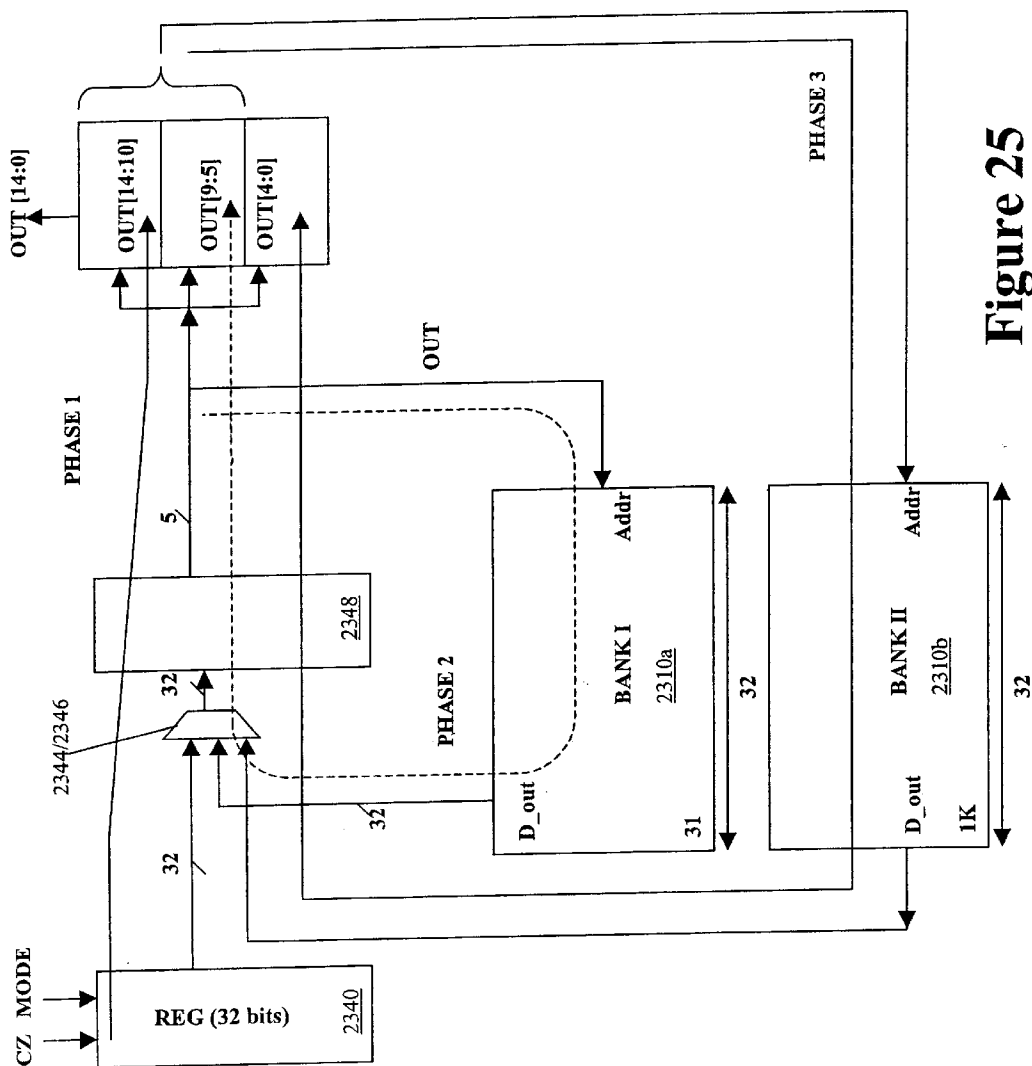 OUT [14:0]
OUT[14:10]
OUT[9:5]
OUT[4:0]
PHASE 1
5
OUT
PHASE 3
2348
32
2344/2346
PHASE 2
Addr
BANK I
2310a
32
D_out
31
32
Addr
BANK II
2310b
32
D_out
1K
32
CZ MODE
REG (32 bits)
2340
Figure 25